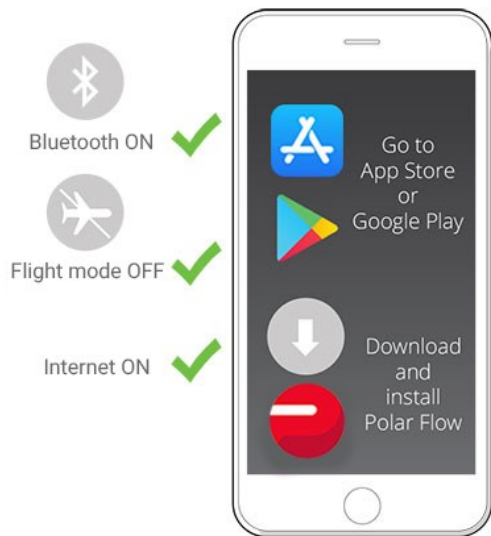 Bluetooth ON
Flight mode OFF
Internet ON
Go to
App Store
or
Google Play
Download
and
install
Polar Flow